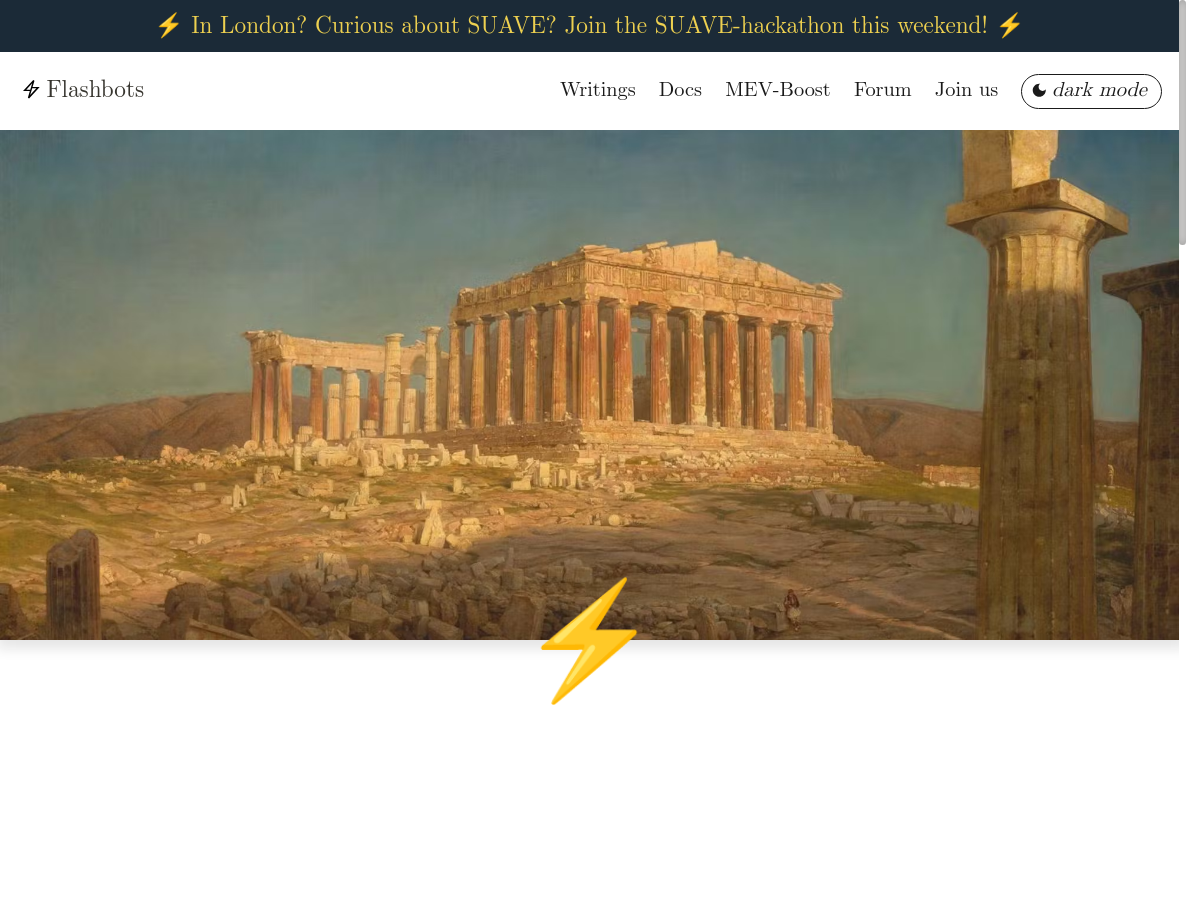 ⚡ In London? Curious about SUAVE? Join the SUAVE-hackathon this weekend! ⚡
Flashbots
Writings Docs MEV-Boost Forum Join us dark mode